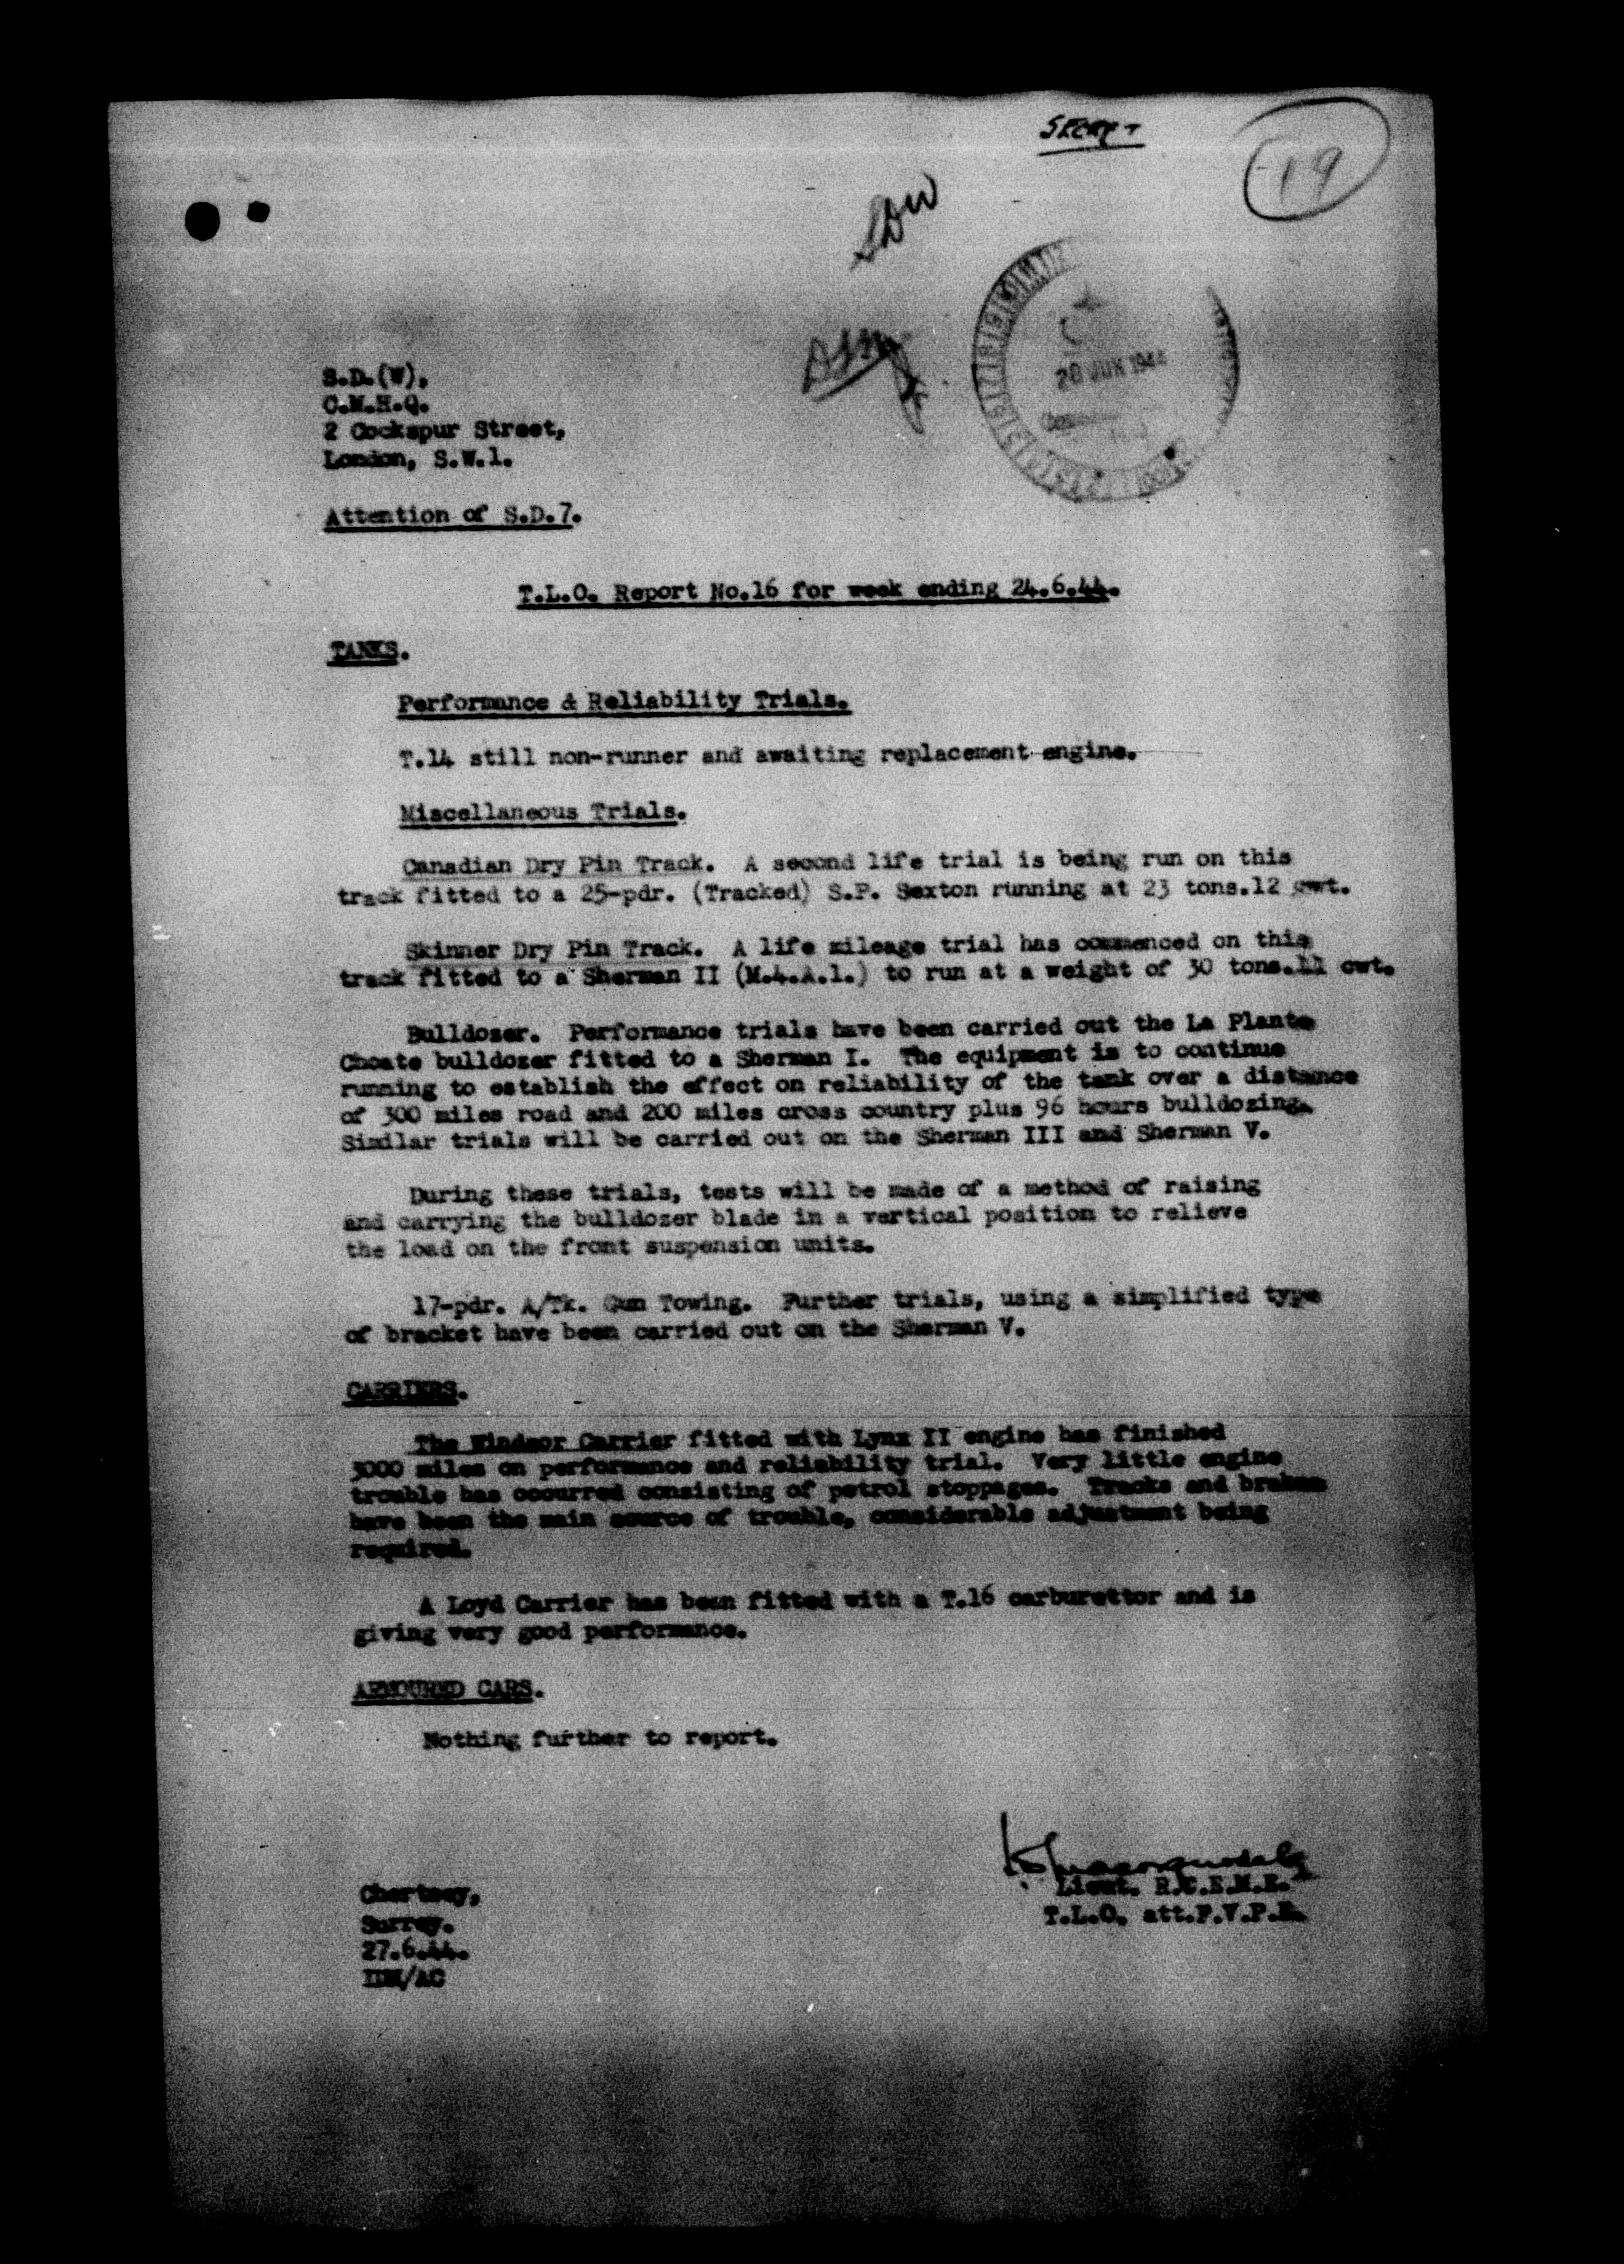 SECRET
19
SDW
28 JUN 1944
S.D.(W),
C.M.H.Q.
2 Cockspur Street,
London, S.W.1.
Attention of S.D.7.
T.L.O. Report No.16 for week ending 24.6.44.
TANKS.
Performance & Reliability Trials.
T.14 still non-runner and awaiting replacement engine.
Miscellaneous Trials.
Canadian Dry Pin Track. A second life trial is being run on this
track fitted to a 25-pdr. (Tracked) S.P. Sexton running at 23 tons.12 cwt.
Skinner Dry Pin Track. A life mileage trial has commenced on this
track fitted to a Sherman II (M.4.A.1.) to run at a weight of 30 tons.11 cwt.
Bulldozer. Performance trials have been carried out the La Plante
Choate bulldozer fitted to a Sherman I. The equipment is to continue
running to establish the effect on reliability of the tank over a distance
of 300 miles road and 200 miles cross country plus 96 hours bulldozing.
Similar trials will be carried out on the Sherman III and Sherman V.
During these trials, tests will be made of a method of raising
and carrying the bulldozer blade in a vertical position to relieve
the load on the front suspension units.
17-pdr. A/Tk. Gun Towing. Further trials, using a simplified type
of bracket have been carried out on the Sherman V.
CARRIERS.
The Windsor Carrier fitted with Lynx II engine has finished
3000 miles on performance and reliability trial. Very little engine
trouble has occurred consisting of petrol stoppages. Tracks and brakes
have been the main source of trouble, considerable adjustment being
required.
A Loyd Carrier has been fitted with a T.16 carburettor and is
giving very good performance.
ARMOURED CARS.
Nothing further to report.
Lieut. R.C.E.M.E.
T.L.O. att.F.V.P.E.
Chertsey,
Surrey.
27.6.44.